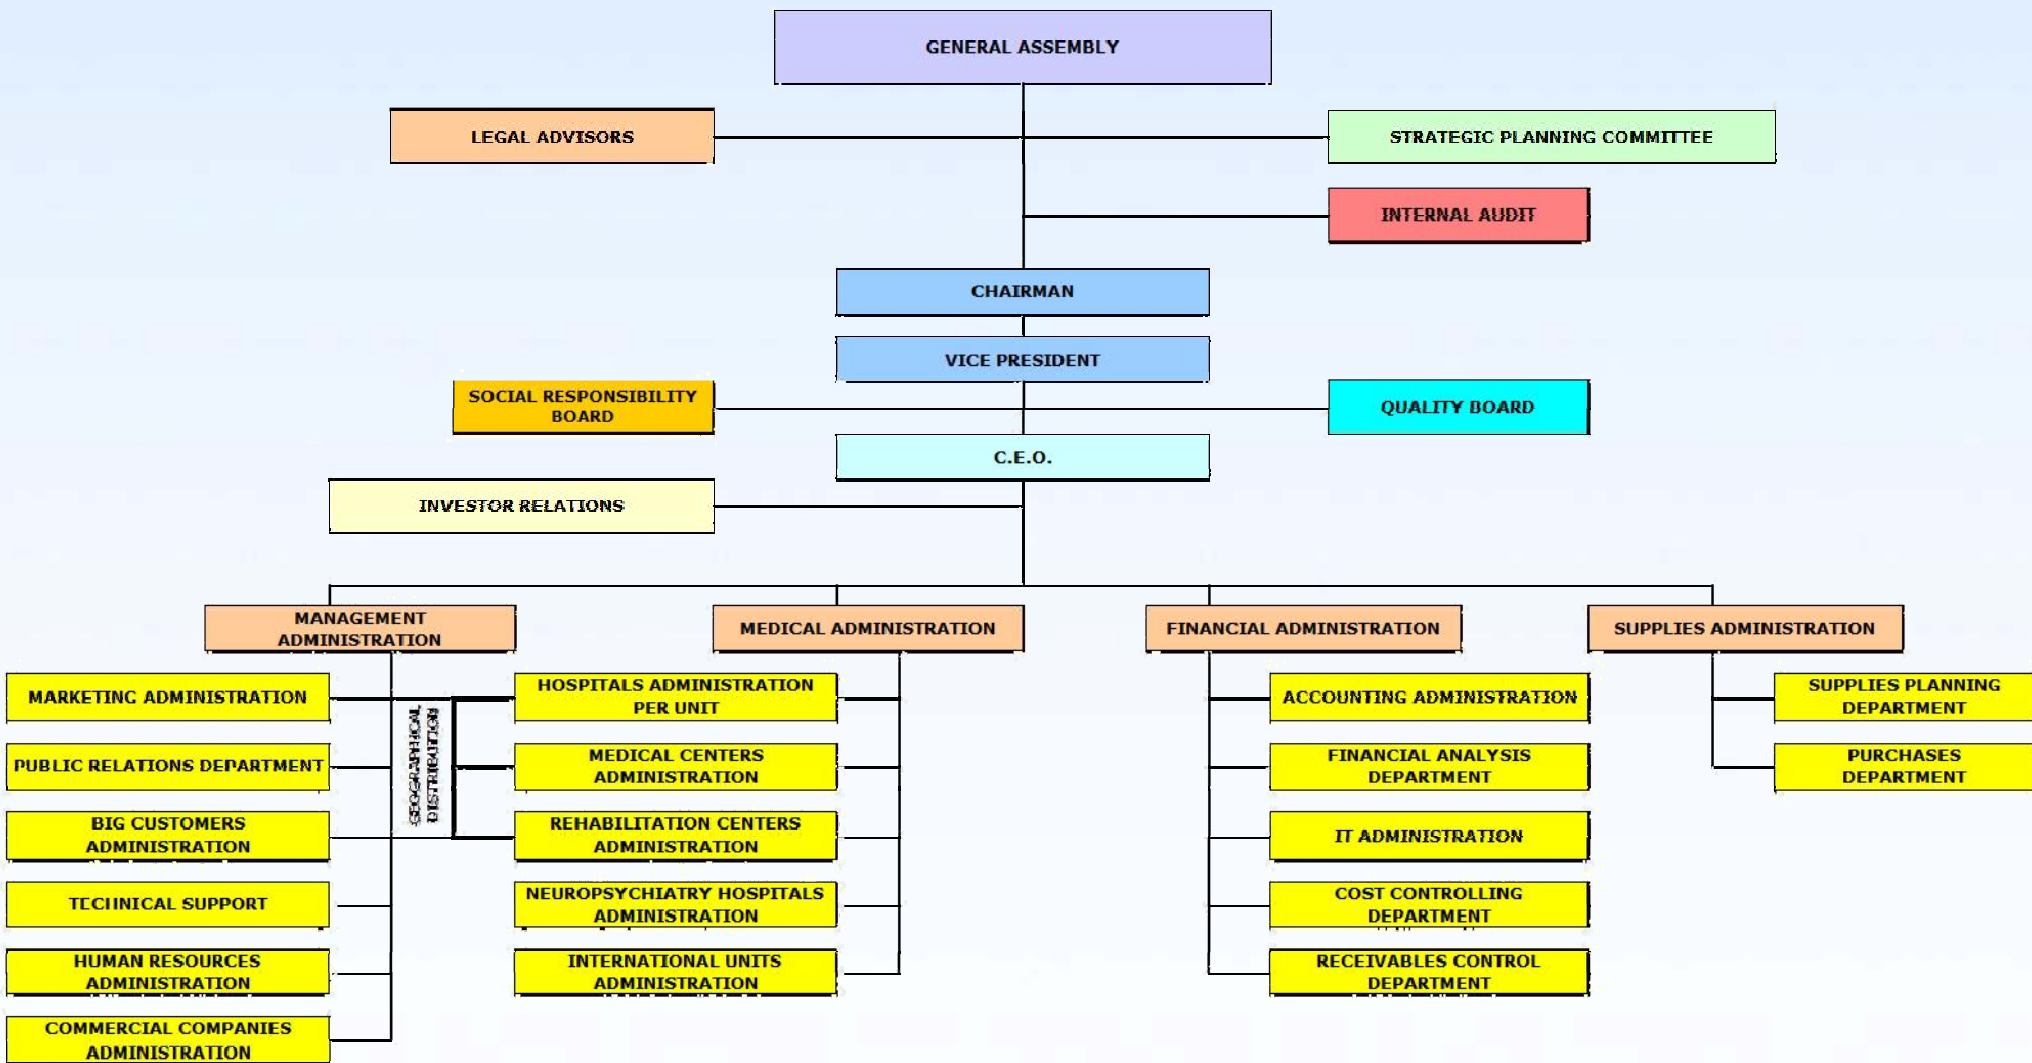 GENERAL ASSEMBLY
LEGAL ADVISORS
STRATEGIC PLANNING COMMITTEE
INTERNAL AUDIT
CHAIRMAN
VICE PRESIDENT
SOCIAL RESPONSIBILITY
BOARD
QUALITY BOARD
C.E.O.
INVESTOR RELATIONS
MANAGEMENT
ADMINISTRATION
MEDICAL ADMINISTRATION
FINANCIAL ADMINISTRATION
SUPPLIES ADMINISTRATION
MARKETING ADMINISTRATION
PUBLIC RELATIONS DEPARTMENT
BIG CUSTOMERS
ADMINISTRATION
TECHNICAL SUPPORT
HUMAN RESOURCES
ADMINISTRATION
COMMERCIAL COMPANIES
ADMINISTRATION
HOSPITALS ADMINISTRATION
PER UNIT
MEDICAL CENTERS
ADMINISTRATION
REHABILITATION CENTERS
ADMINISTRATION
NEUROPSYCHIATRY HOSPITALS
ADMINISTRATION
INTERNATIONAL UNITS
ADMINISTRATION
ACCOUNTING ADMINISTRATION
FINANCIAL ANALYSIS
DEPARTMENT
IT ADMINISTRATION
COST CONTROLLING
DEPARTMENT
RECEIVABLES CONTROL
DEPARTMENT
SUPPLIES PLANNING
DEPARTMENT
PURCHASES
DEPARTMENT